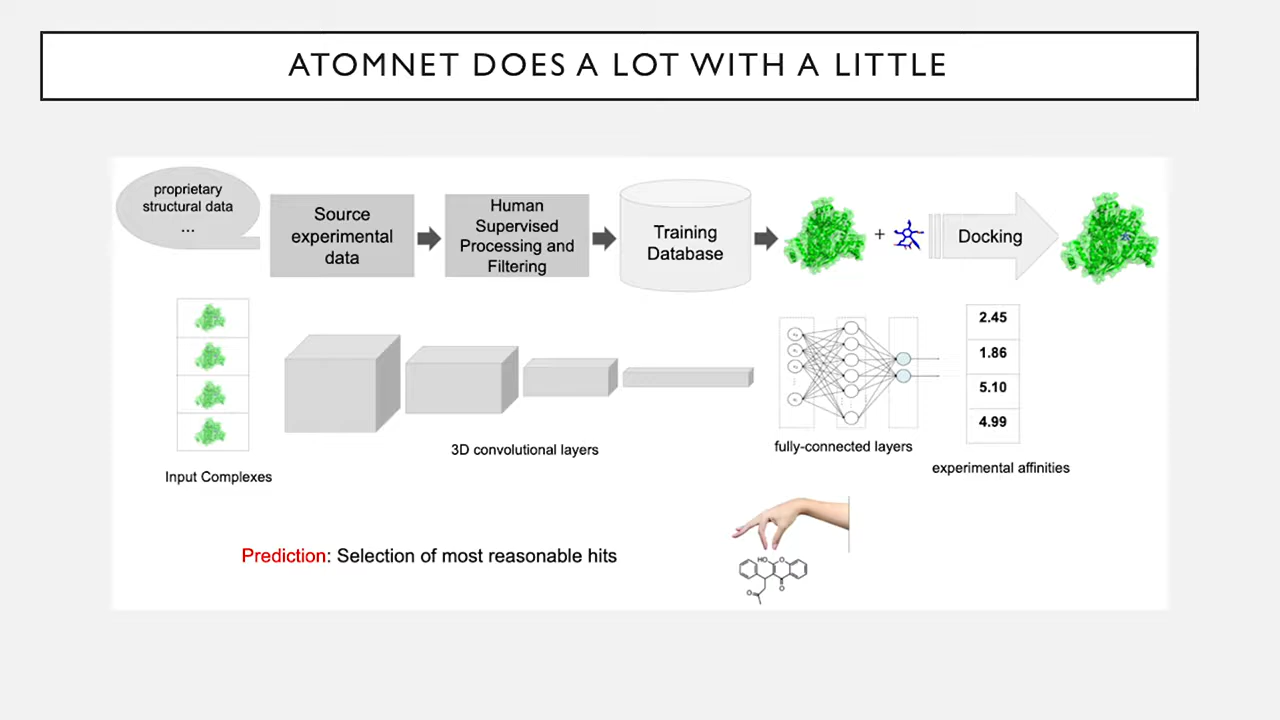 ATOMNET DOES A LOT WITH A LITTLE
proprietary
structural data
...
Source
experimental
data
Human
Supervised
Processing and
Filtering
Training
Database
+
Docking
Input Complexes
3D convolutional layers
fully-connected layers
2.45
1.86
5.10
4.99
experimental affinities
Prediction: Selection of most reasonable hits
HO
O
O
O